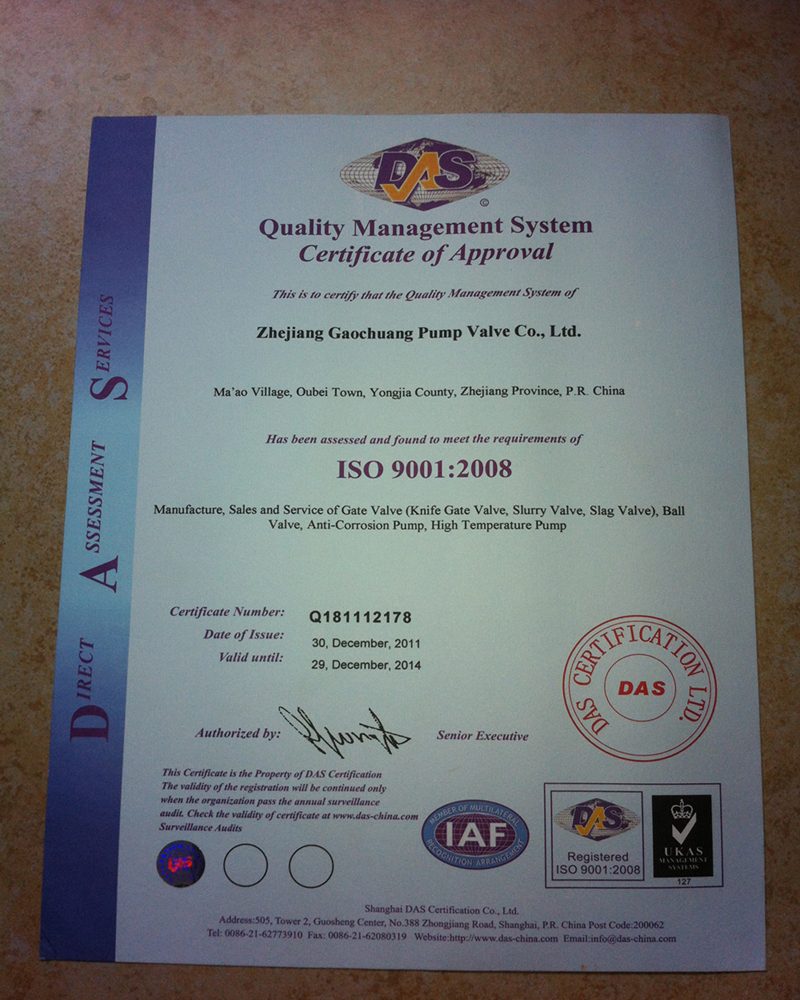 DAS
©
Quality Management System
Certificate of Approval
This is to certify that the Quality Management System of
Zhejiang Gaochuang Pump Valve Co., Ltd.
Ma'ao Village, Oubei Town, Yongjia County, Zhejiang Province, P.R. China
Has been assessed and found to meet the requirements of
ISO 9001:2008
Manufacture, Sales and Service of Gate Valve (Knife Gate Valve, Slurry Valve, Slag Valve), Ball
Valve, Anti-Corrosion Pump, High Temperature Pump
Certificate Number: Q181112178
Date of Issue: 30, December, 2011
Valid until: 29, December, 2014
Authorized by: Senior Executive
DAS CERTIFICATION LTD.
DAS
This Certificate is the Property of DAS Certification
The validity of the registration will be continued only
when the organization pass the annual surveillance
audit. Check the validity of certificate at www.das-china.com
Surveillance Audits
DAS
MEMBER OF MULTILATERAL
IAF
RECOGNITION ARRANGEMENT
DAS
Registered
ISO 9001:2008
UKAS
MANAGEMENT
SYSTEMS
127
Shanghai DAS Certification Co., Ltd.
Address:505, Tower 2, Guosheng Center, No.388 Zhongjiang Road, Shanghai, P.R. China Post Code:200062
Tel: 0086-21-62773910 Fax: 0086-21-62080319 Website:http://www.das-china.com Email:info@das-china.com
DIRECT ASSESSMENT SERVICES